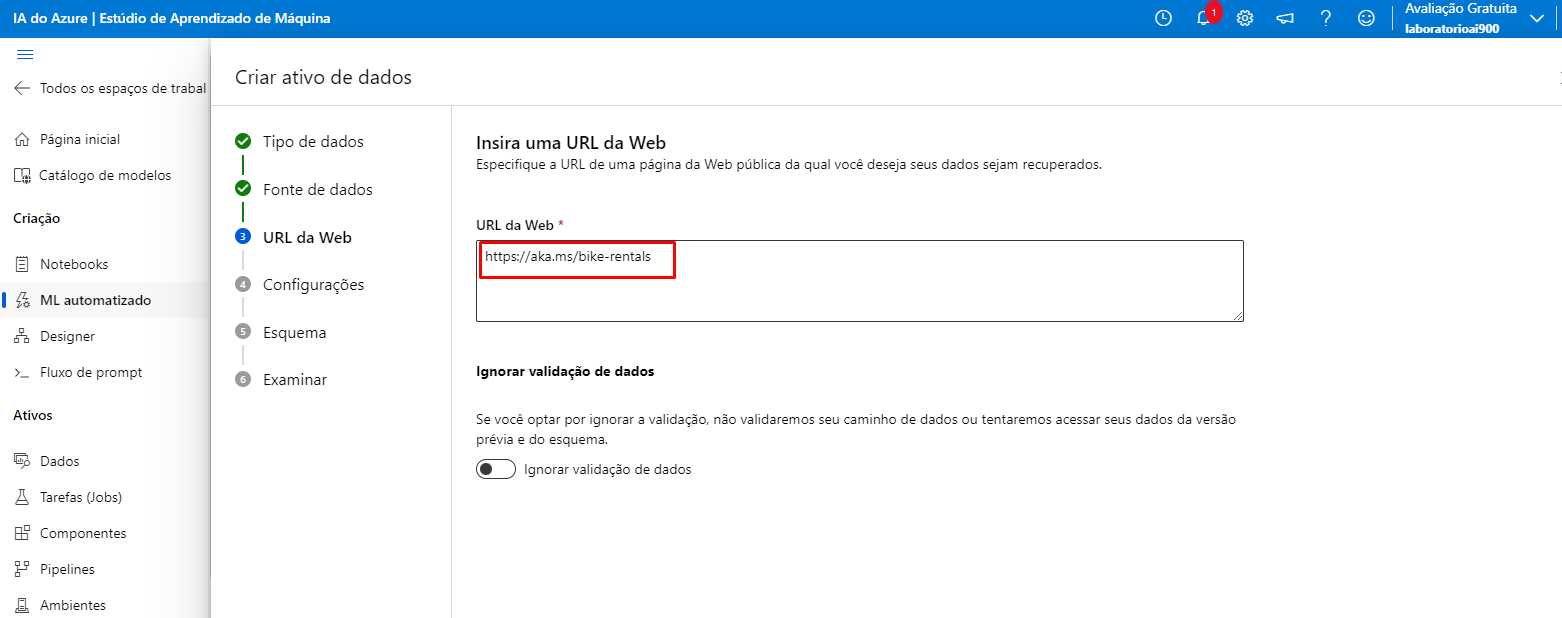 IA do Azure | Estúdio de Aprendizado de Máquina
1
Avaliação Gratuita
laboratorioai900
Todos os espaços de trabal
Página inicial
Catálogo de modelos
Criação
Notebooks
ML automatizado
Designer
Fluxo de prompt
Ativos
Dados
Tarefas (Jobs)
Componentes
Pipelines
Ambientes
Criar ativo de dados
Tipo de dados
Fonte de dados
3 URL da Web
4 Configurações
5 Esquema
6 Examinar
Insira uma URL da Web
Especifique a URL de uma página da Web pública da qual você deseja seus dados sejam recuperados.
URL da Web *
https://aka.ms/bike-rentals
Ignorar validação de dados
Se você optar por ignorar a validação, não validaremos seu caminho de dados ou tentaremos acessar seus dados da versão
prévia e do esquema.
Ignorar validação de dados